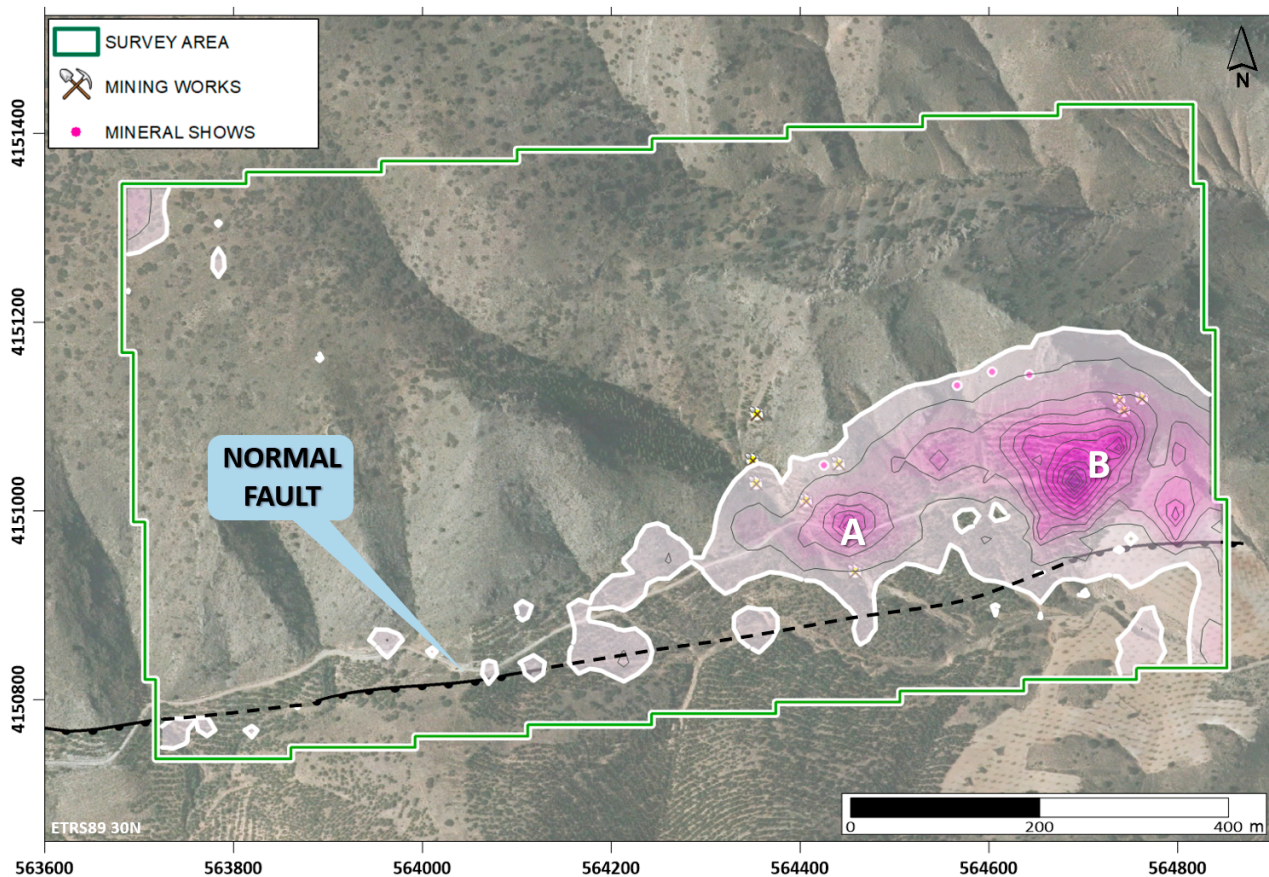 SURVEY AREA
MINING WORKS
MINERAL SHOWS
N
4151400
4151200
4151000
4150800
NORMAL
FAULT
A
B
ETRS89 30N
0 200 400 m
563600 563800 564000 564200 564400 564600 564800